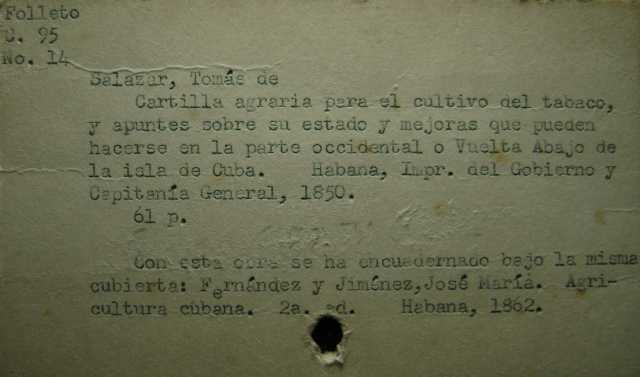 Folleto
C. 95
No. 14
Salazar, Tomás de
Cartilla agraria para el cultivo del tabaco,
y apuntes sobre su estado y mejoras que pueden
hacerse en la parte occidental o Vuelta Abajo de
la isla de Cuba. Habana, Impr. del Gobierno y
Capitanía General, 1850.
61 p.
Con esta obra se ha encuadernado bajo la misma
cubierta: Fernández y Jiménez,José María. Agri-
cultura cubana. 2a. ed. Habana, 1862.